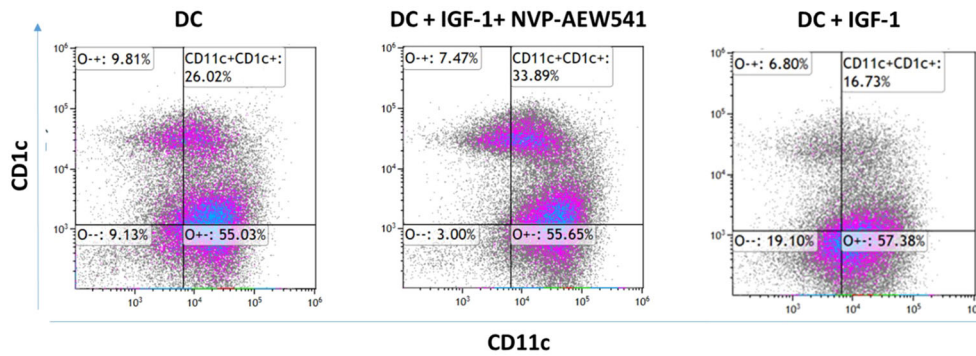 DC
DC + IGF-1+ NVP-AEW541
DC + IGF-1
O-+: 9.81%
CD11c+CD1c+:
26.02%
O-+: 7.47%
CD11c+CD1c+:
33.89%
O-+: 6.80%
CD11c+CD1c+:
16.73%
10⁶
10⁵
10⁴
10³
10⁶
10⁵
10⁴
10³
10⁶
10⁵
10⁴
10³
CD1c
O--: 9.13%
O+-: 55.03%
O--: 3.00%
O+-: 55.65%
O--: 19.10%
O+-: 57.38%
10³
10⁴
10⁵
10⁶
10³
10⁴
10⁵
10⁶
10³
10⁴
10⁵
CD11c